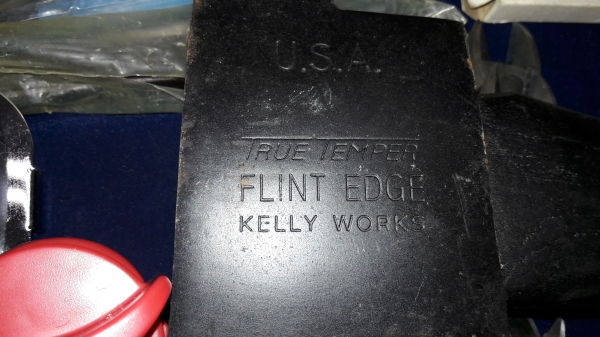 U.S.A.
TRUE TEMPER
FLINT EDGE
KELLY WORKS